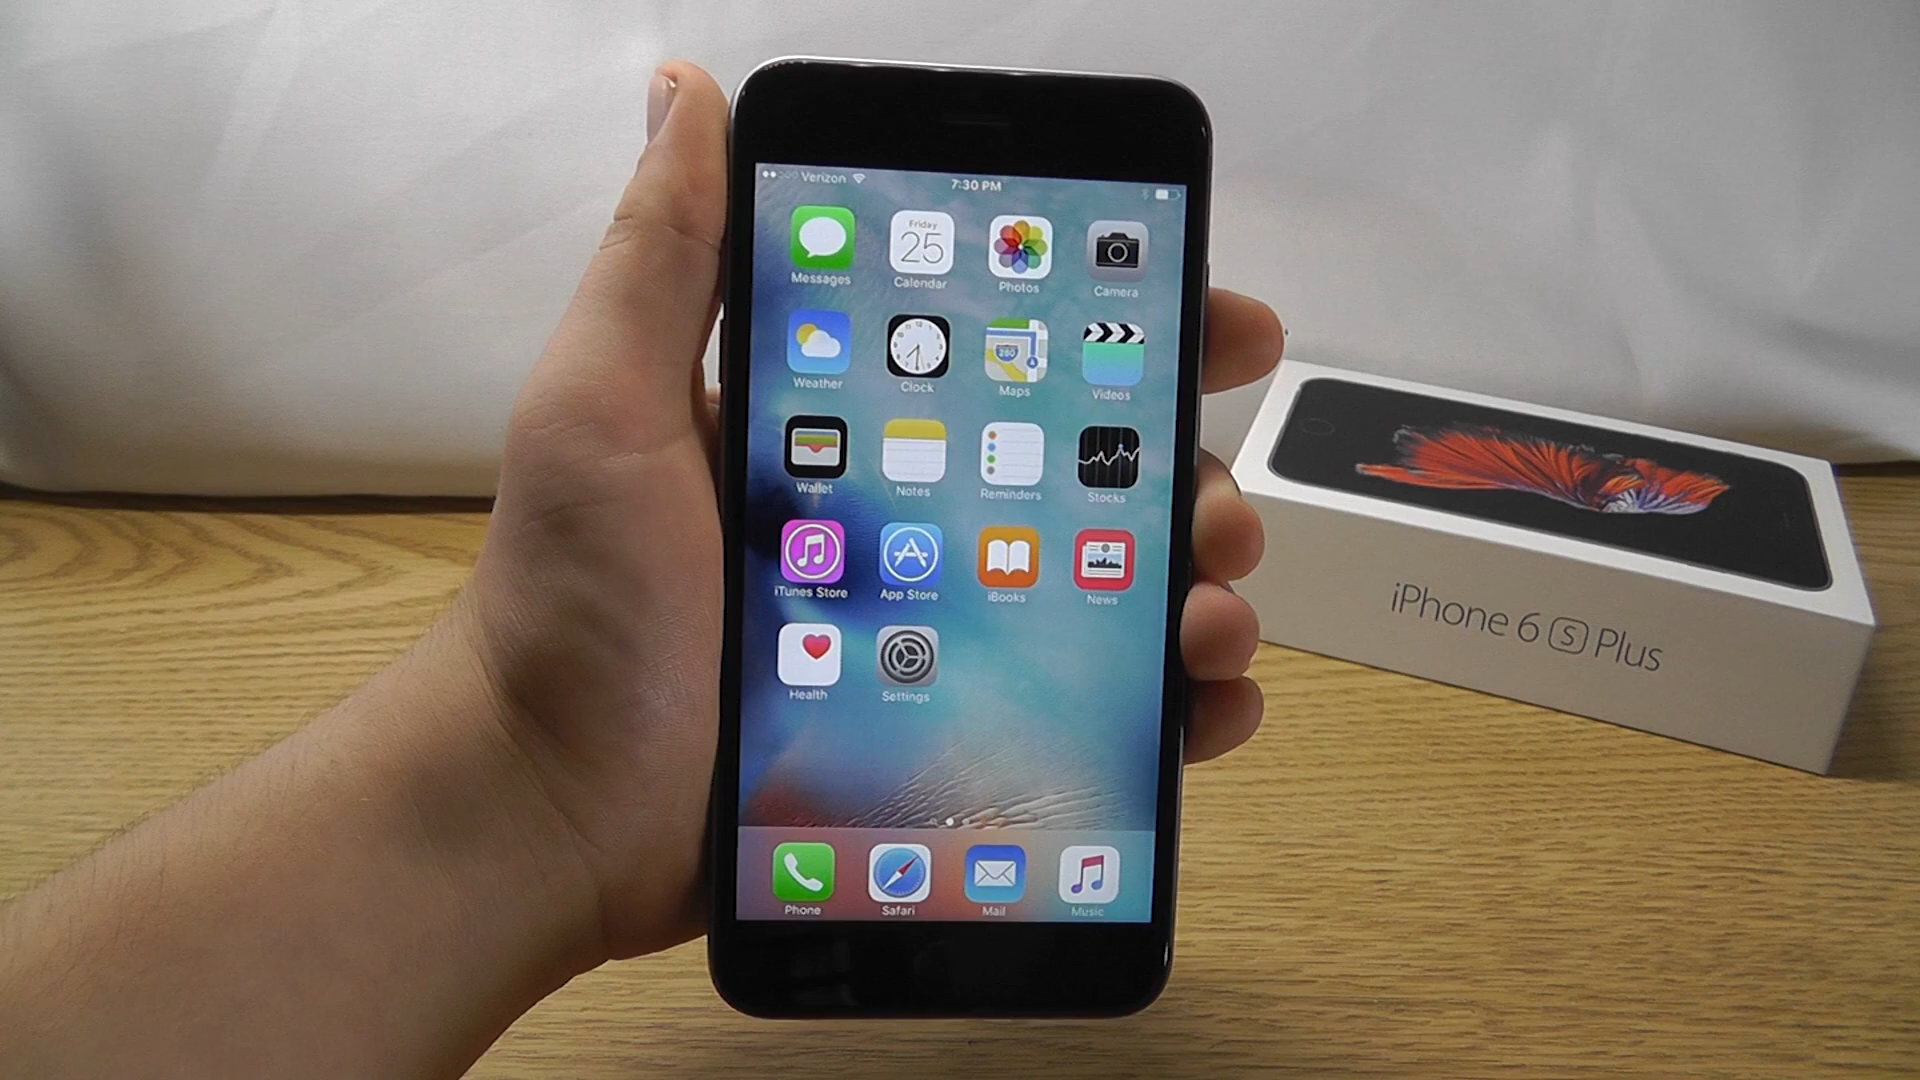 Verizon 7:30 PM
Friday
25
Messages Calendar Photos Camera
280
Weather Clock Maps Videos
Wallet Notes Reminders Stocks
iTunes Store App Store iBooks News
Health Settings
Phone Safari Mail Music
iPhone 6 S Plus